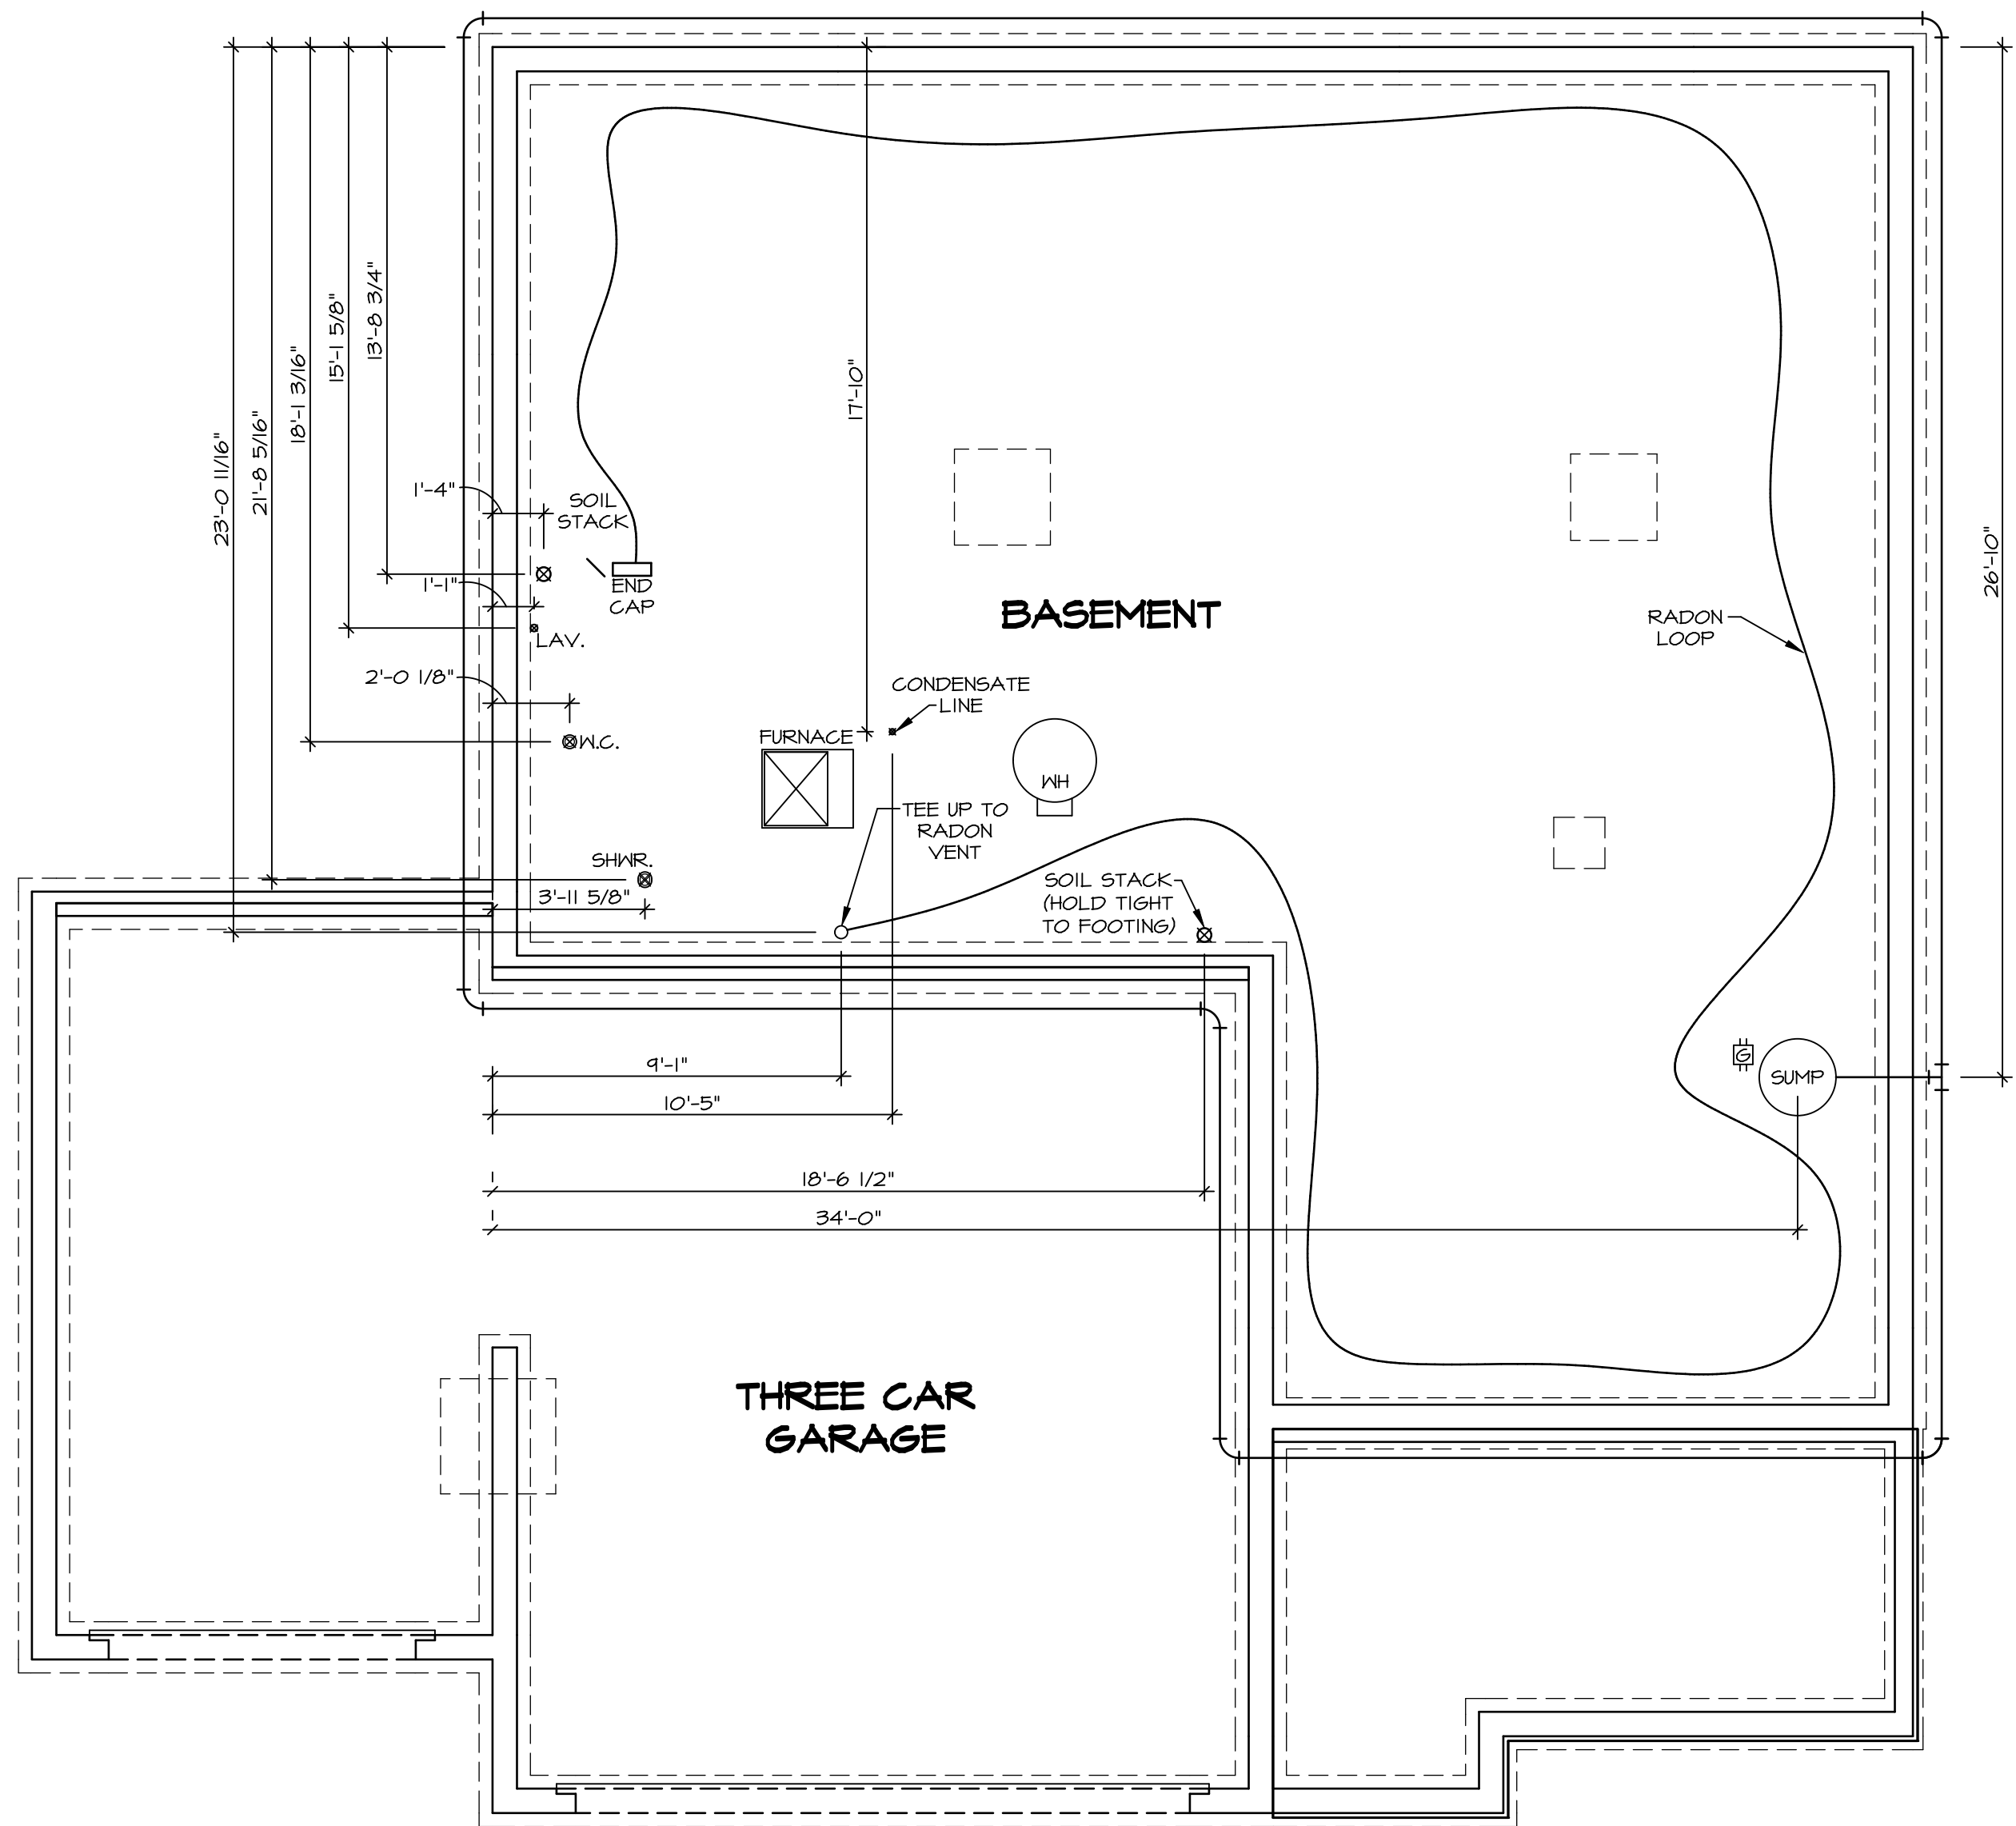 23'-0 11/16"
21'-8 5/16"
18'-1 3/16"
15'-1 5/8"
13'-8 3/4"
17'-10"
26'-10"
1'-4"
SOIL
STACK
END
CAP
1'-1"
LAV.
BASEMENT
RADON
LOOP
2'-0 1/8"
W.C.
CONDENSATE
LINE
FURNACE
WH
TEE UP TO
RADON
VENT
SHWR.
3'-11 5/8"
SOIL STACK
(HOLD TIGHT
TO FOOTING)
G
SUMP
9'-1"
10'-5"
18'-6 1/2"
34'-0"
THREE CAR
GARAGE